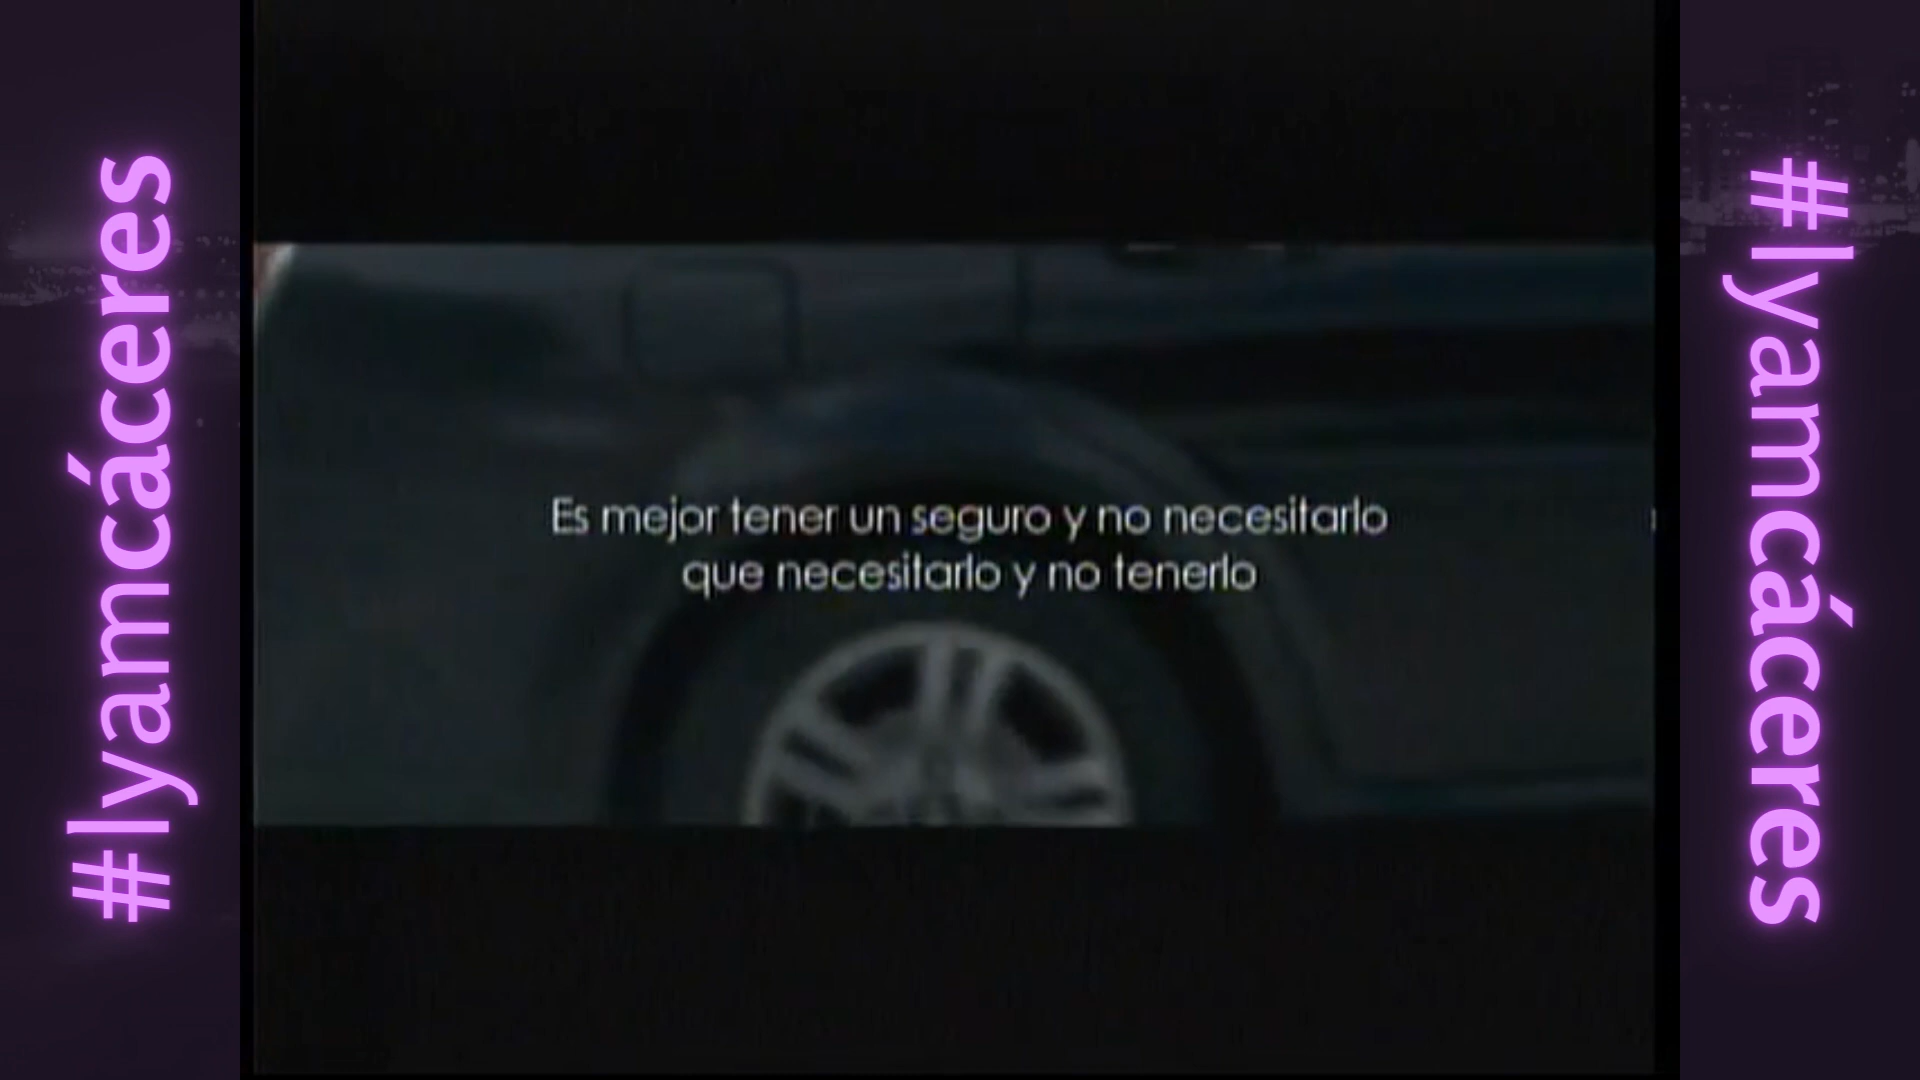 #lyamcáceres
Es mejor tener un seguro y no necesitarlo
que necesitarlo y no tenerlo
#lyamcáceres